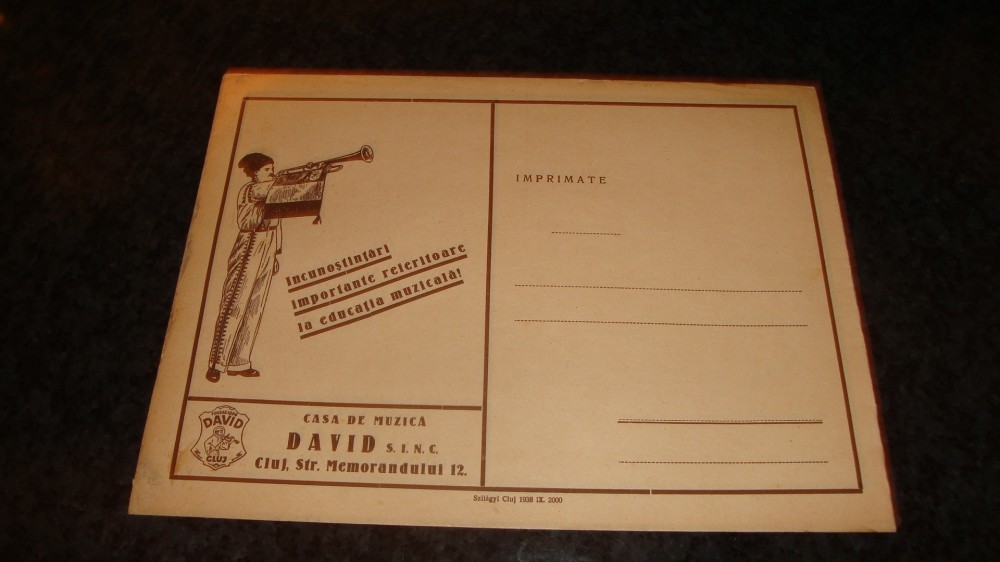 Incunoştinţări
importante referitoare
la educaţia muzicală!
DAVID
CLUJ
CASA DE MUZICĂ
DAVID S. I. N. C.
Cluj, Str. Memorandului 12.
IMPRIMATE
Szilágyi Cluj 1938 IX. 2000